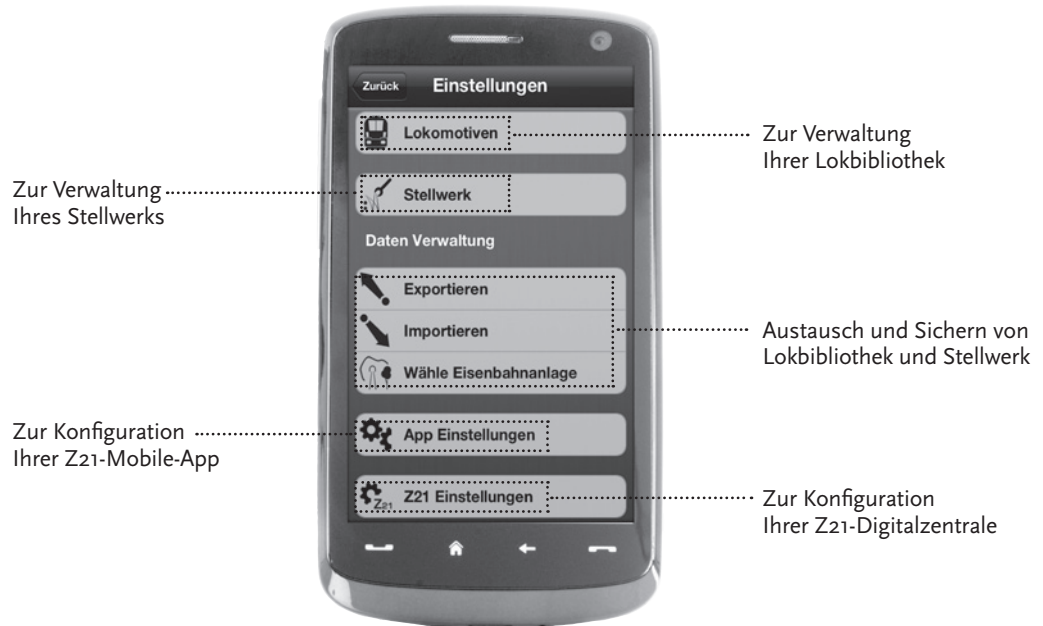 Zurück Einstellungen
Lokomotiven
Zur Verwaltung
Ihrer Lokbibliothek
Zur Verwaltung
Ihres Stellwerks
Stellwerk
Daten Verwaltung
Exportieren
Importieren
Wähle Eisenbahnanlage
Austausch und Sichern von
Lokbibliothek und Stellwerk
Zur Konfiguration
Ihrer Z21-Mobile-App
App Einstellungen
Z21 Z21 Einstellungen
Zur Konfiguration
Ihrer Z21-Digitalzentrale